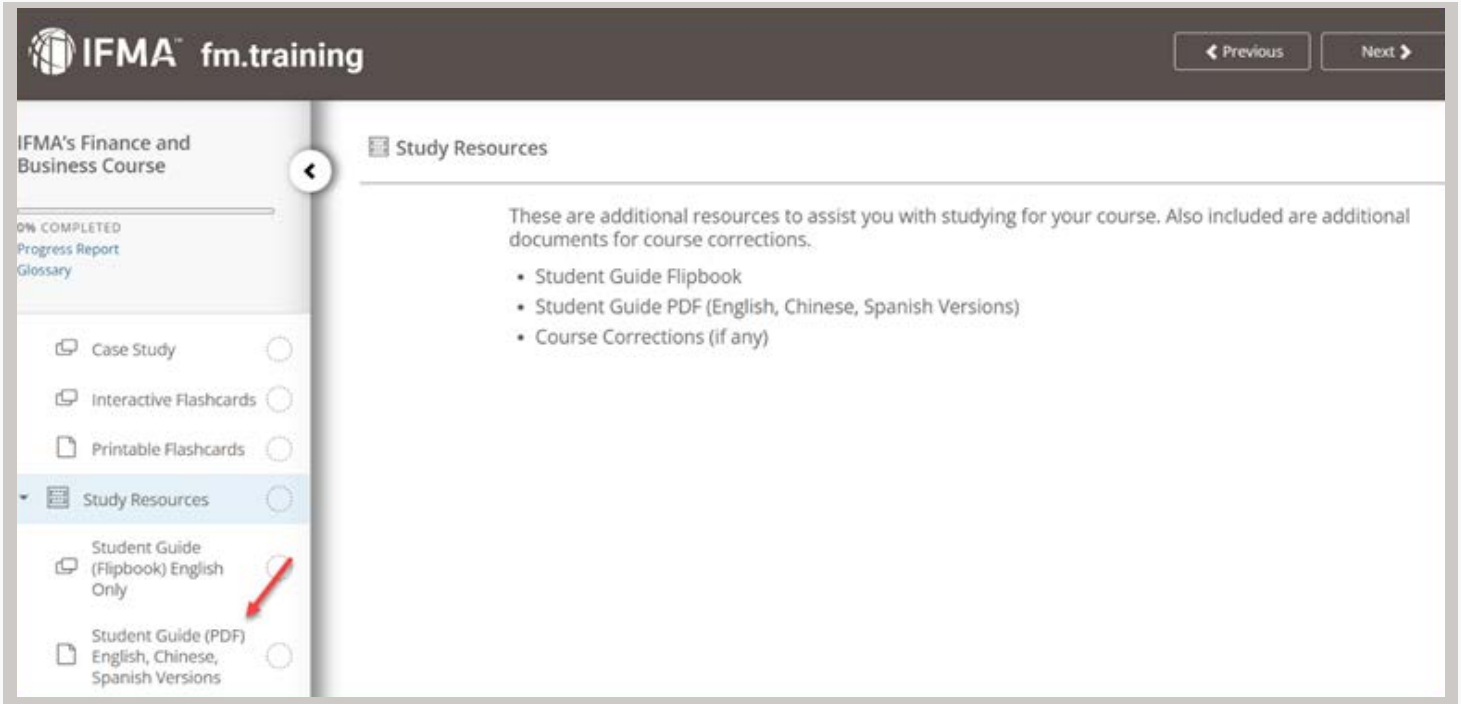 IFMA™ fm.training
Previous
Next
IFMA's Finance and
Business Course
0% COMPLETED
Progress Report
Glossary
Case Study
Interactive Flashcards
Printable Flashcards
Study Resources
Student Guide
(Flipbook) English
Only
Student Guide (PDF)
English, Chinese,
Spanish Versions
Study Resources
These are additional resources to assist you with studying for your course. Also included are additional
documents for course corrections.
• Student Guide Flipbook
• Student Guide PDF (English, Chinese, Spanish Versions)
• Course Corrections (if any)